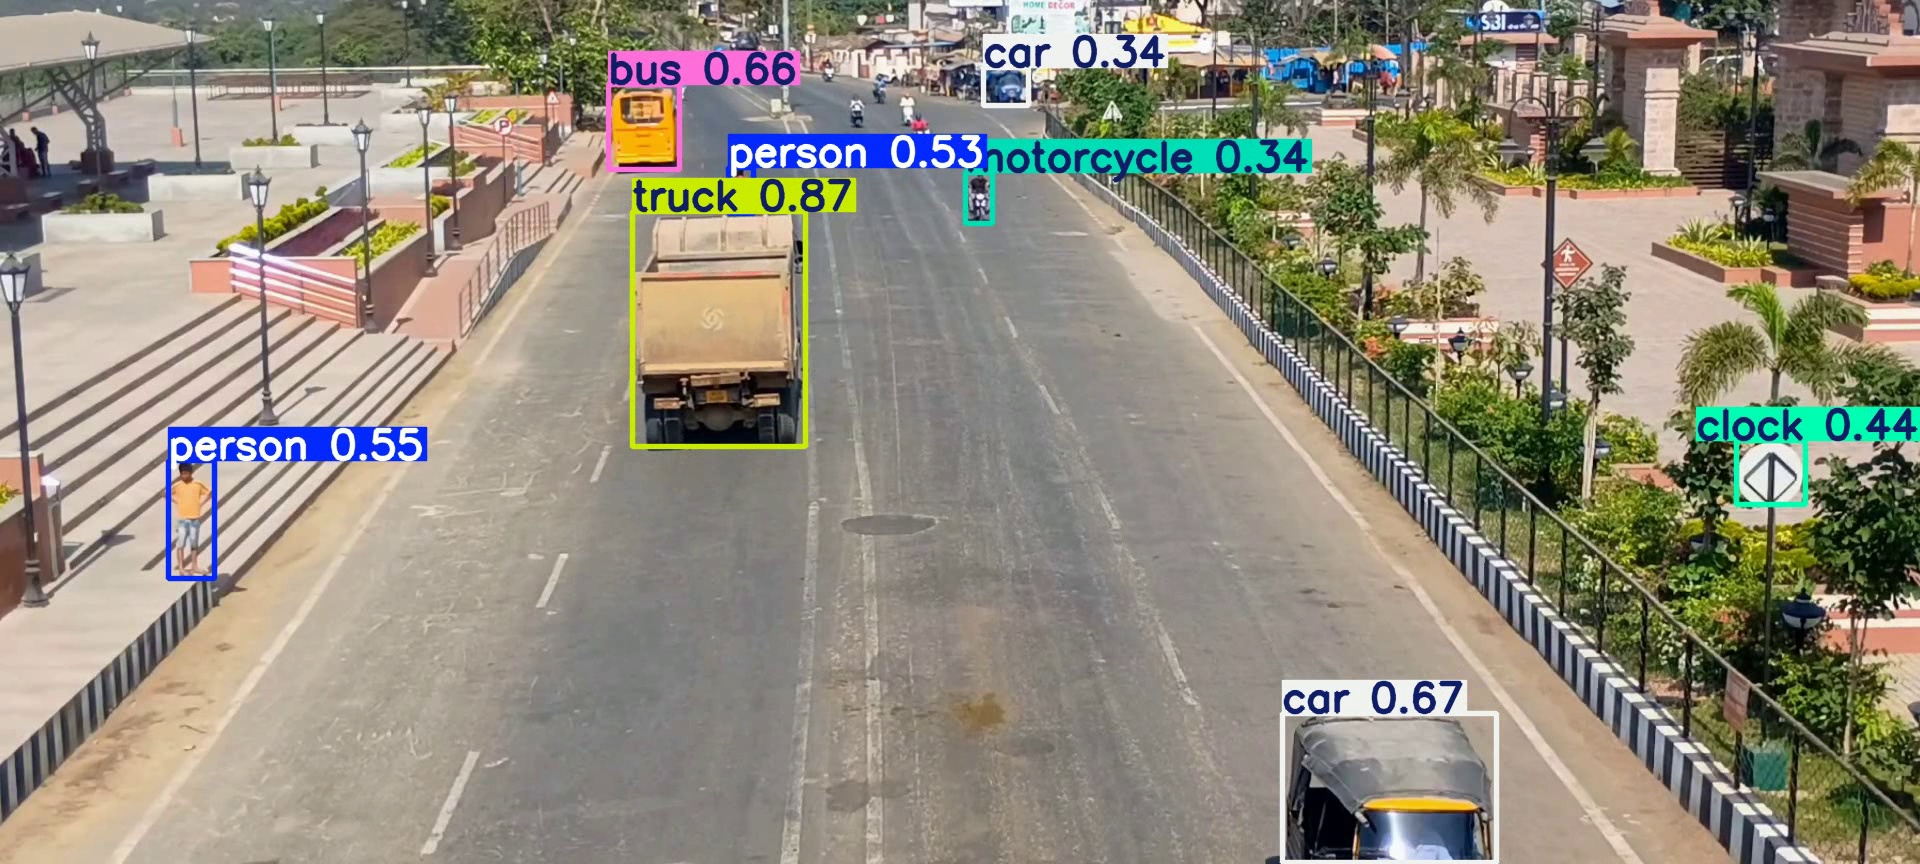 HOME DECOR
SBI
car 0.34
bus 0.66
person 0.53
motorcycle 0.34
truck 0.87
P
clock 0.44
person 0.55
car 0.67